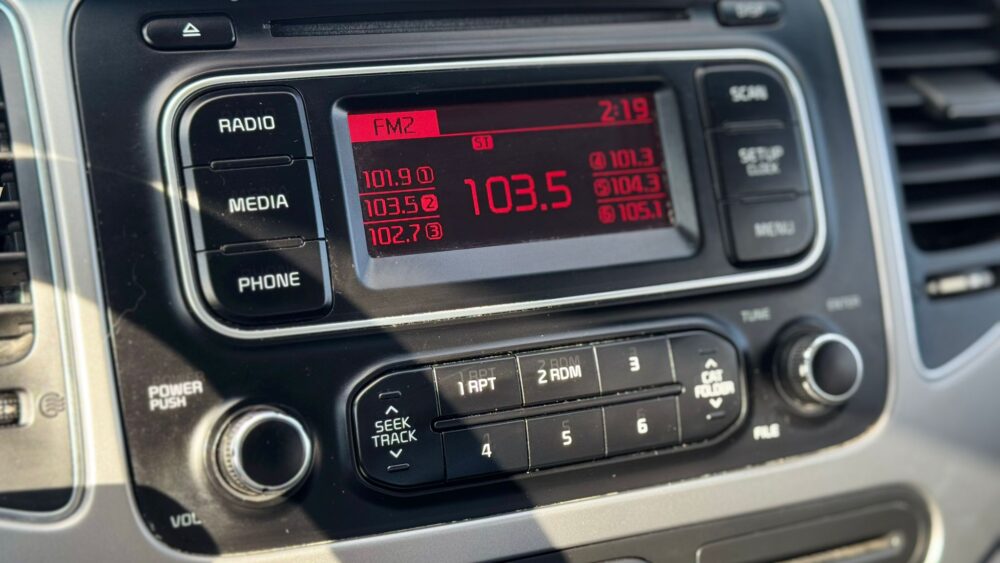 DISP
RADIO
MEDIA
PHONE
FM2
2:19
ST
101.9 1
103.5 2
102.7 3
103.5
4 101.3
5 104.3
6 105.1
SCAN
SETUP
CLOCK
MENU
TUNE
ENTER
POWER
PUSH
VOL
SEEK
TRACK
1 RPT
2 RDM
3
4
5
6
CAT
FOLDER
FILE